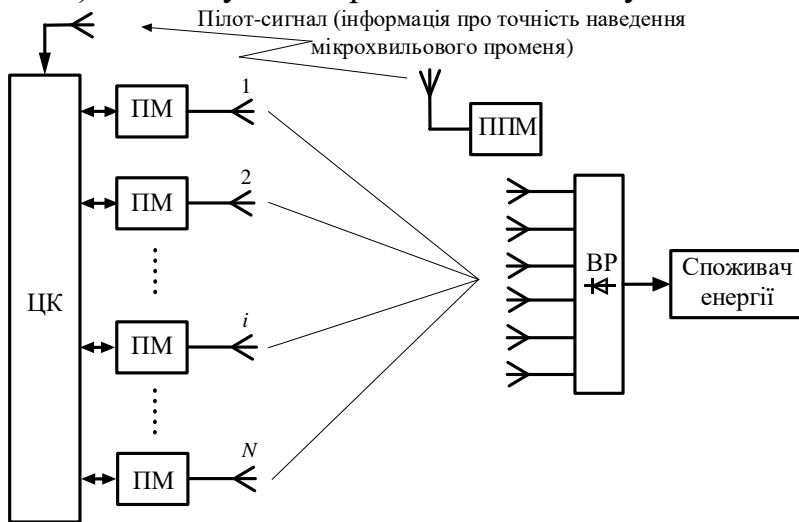 Пілот-сигнал (інформація про точність наведення
мікрохвильового променя)
1
ПМ
ППМ
2
ПМ
ВР
Споживач
енергії
ЦК
i
ПМ
N
ПМ